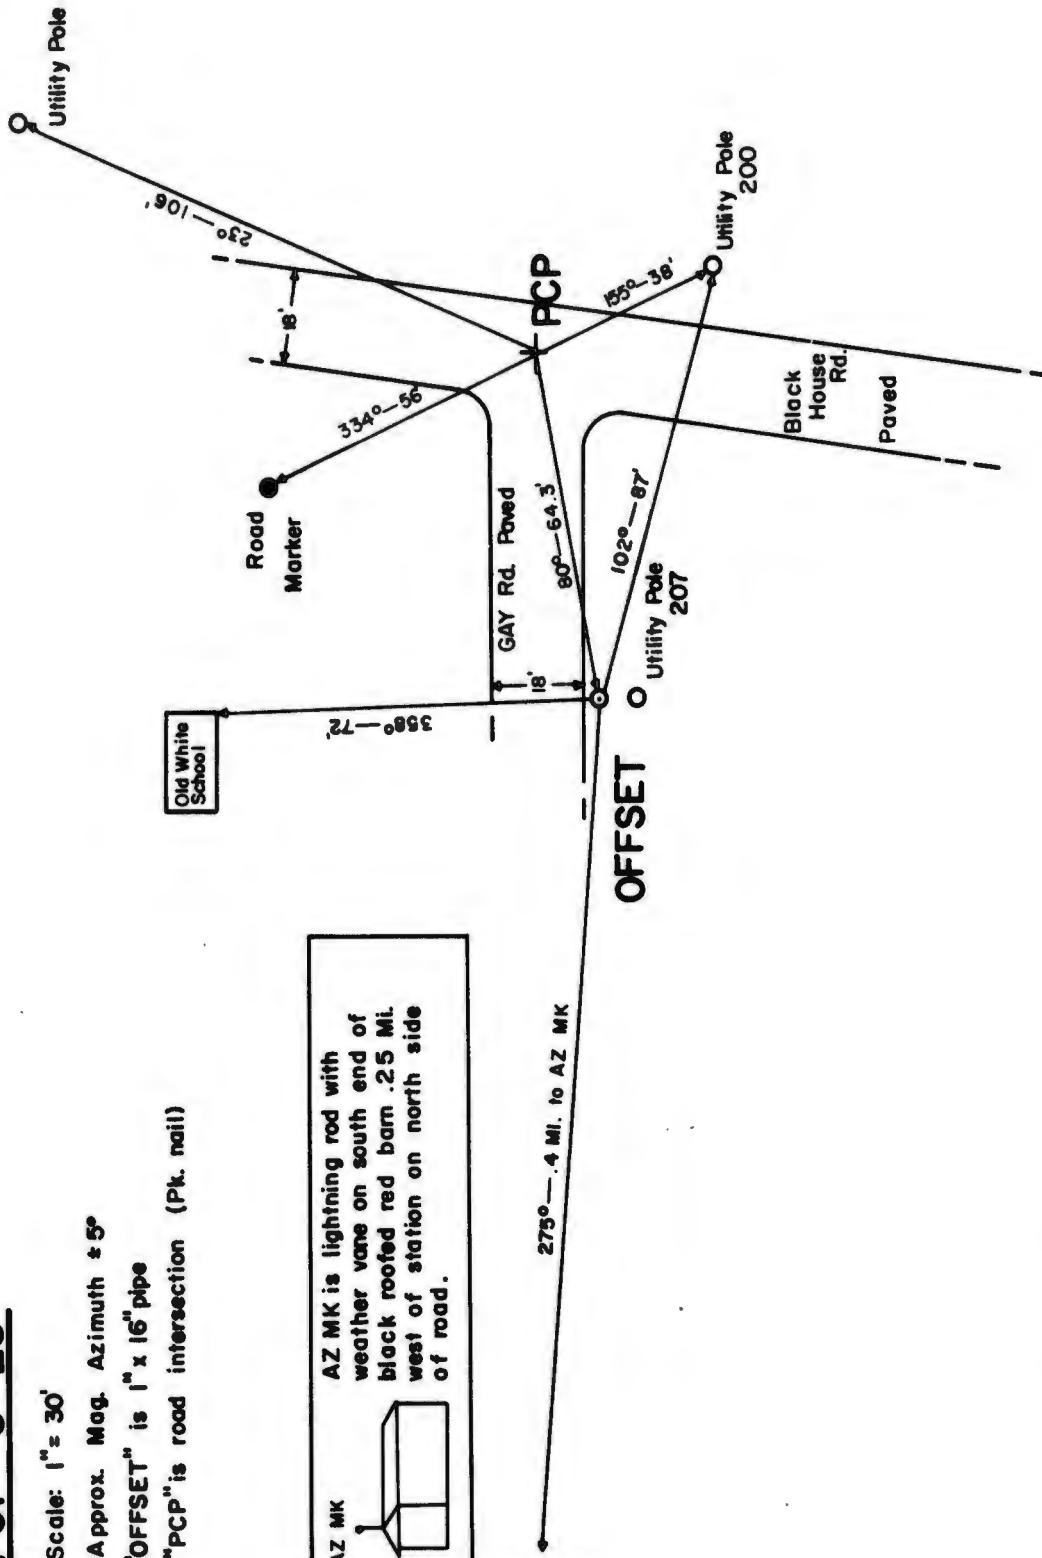 Scale: 1"= 30'
Approx. Mag. Azimuth ±5°
"OFFSET" is 1" x 16" pipe
"PCP" is road intersection (Pk. nail)
AZ MK
AZ MK is lightning rod with
weather vane on south end of
black roofed red barn .25 Mi.
west of station on north side
of road.
Old White
School
Road
Marker
Utility Pole
23°—106'
18'
334°—56'
PCP
155°—38'
Utility Pole
200
GAY Rd. Paved
80°—64.3'
102°—87'
18'
358°—72'
Utility Pole
207
OFFSET
275°—.4 MI. to AZ MK
Black
House
Rd.
Paved